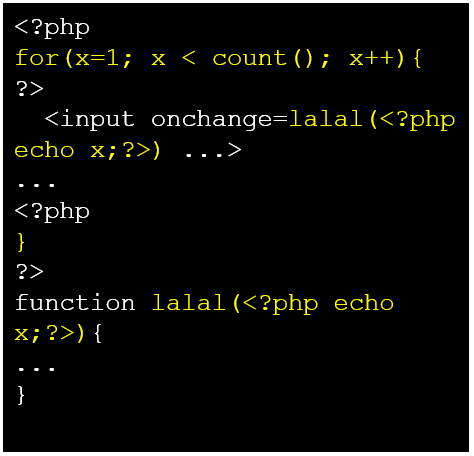 <?php
for(x=1; x < count(); x++){
?>
  <input onchange=lalal(<?php
echo x;?>) ...>
...
<?php
}
?>
function lalal(<?php echo
x;?>){
...
}